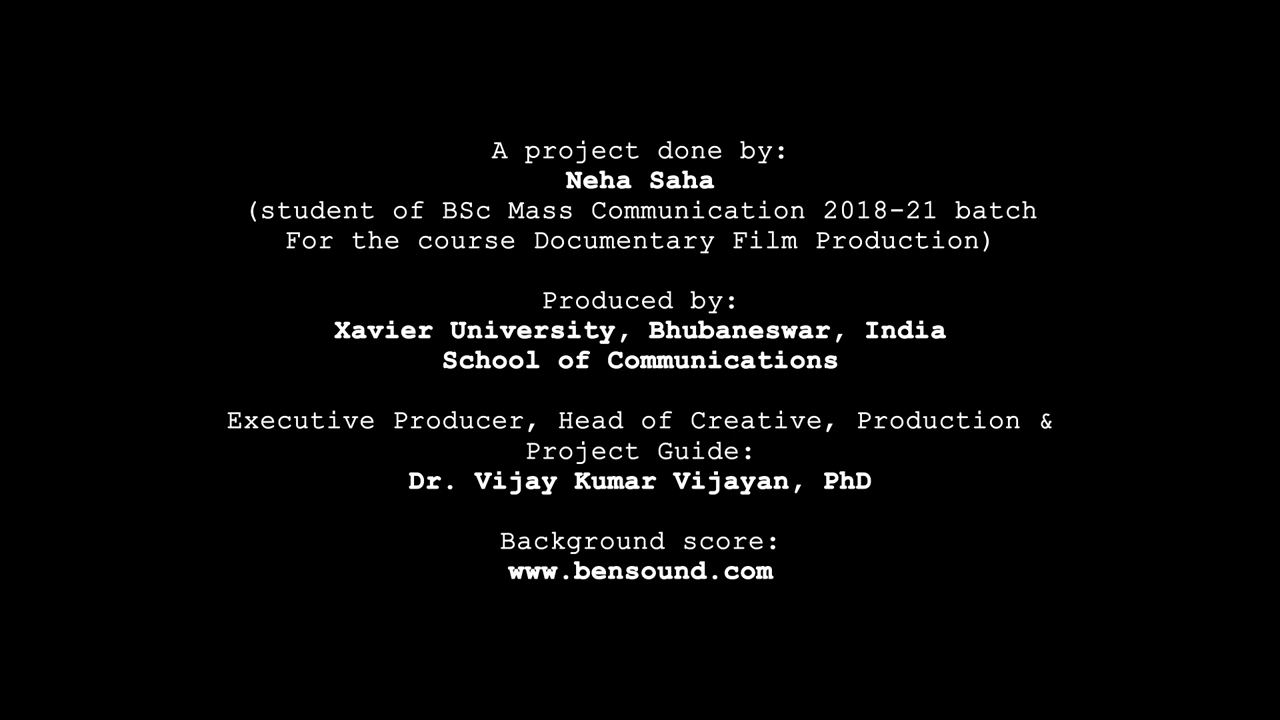 A project done by:
Neha Saha
(student of BSc Mass Communication 2018-21 batch
For the course Documentary Film Production)
Produced by:
Xavier University, Bhubaneswar, India
School of Communications
Executive Producer, Head of Creative, Production &
Project Guide:
Dr. Vijay Kumar Vijayan, PhD
Background score:
www.bensound.com